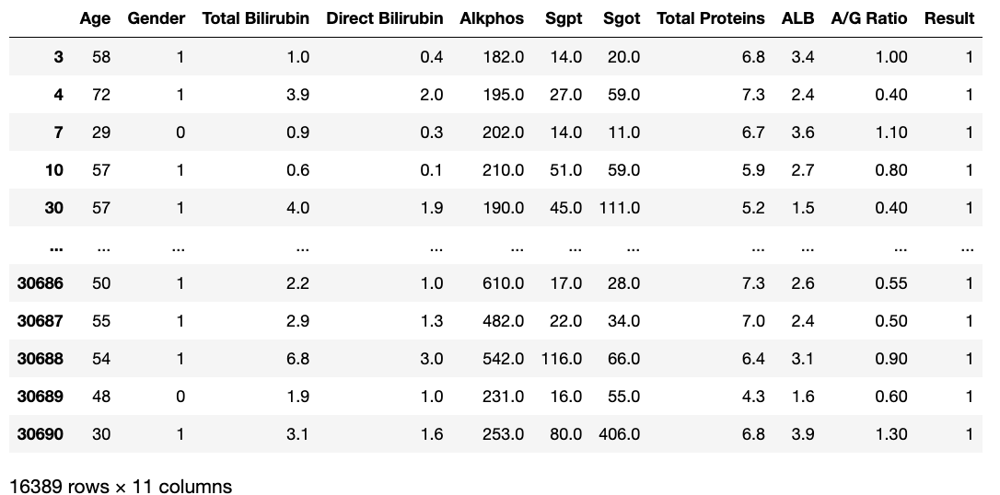 Age Gender Total Bilirubin Direct Bilirubin Alkphos Sgpt Sgot Total Proteins ALB A/G Ratio Result
3 58 1 1.0 0.4 182.0 14.0 20.0 6.8 3.4 1.00 1
4 72 1 3.9 2.0 195.0 27.0 59.0 7.3 2.4 0.40 1
7 29 0 0.9 0.3 202.0 14.0 11.0 6.7 3.6 1.10 1
10 57 1 0.6 0.1 210.0 51.0 59.0 5.9 2.7 0.80 1
30 57 1 4.0 1.9 190.0 45.0 111.0 5.2 1.5 0.40 1
... ... ... ... ... ... ... ... ... ... ... ...
30686 50 1 2.2 1.0 610.0 17.0 28.0 7.3 2.6 0.55 1
30687 55 1 2.9 1.3 482.0 22.0 34.0 7.0 2.4 0.50 1
30688 54 1 6.8 3.0 542.0 116.0 66.0 6.4 3.1 0.90 1
30689 48 0 1.9 1.0 231.0 16.0 55.0 4.3 1.6 0.60 1
30690 30 1 3.1 1.6 253.0 80.0 406.0 6.8 3.9 1.30 1
16389 rows × 11 columns